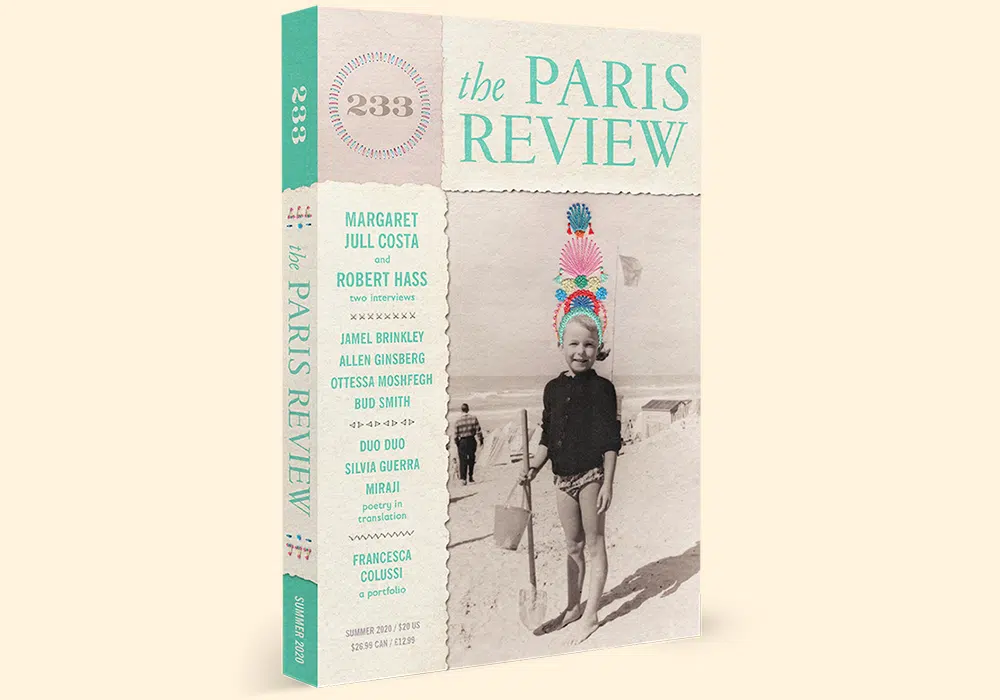 233
the PARIS REVIEW
SUMMER 2020
233
the PARIS
REVIEW
MARGARET
JULL COSTA
and
ROBERT HASS
two interviews
JAMEL BRINKLEY
ALLEN GINSBERG
OTTESSA MOSHFEGH
BUD SMITH
DUO DUO
SILVIA GUERRA
MIRAJI
poetry in
translation
FRANCESCA
COLUSSI
a portfolio
SUMMER 2020 / $20 US
$26.99 CAN / £12.99